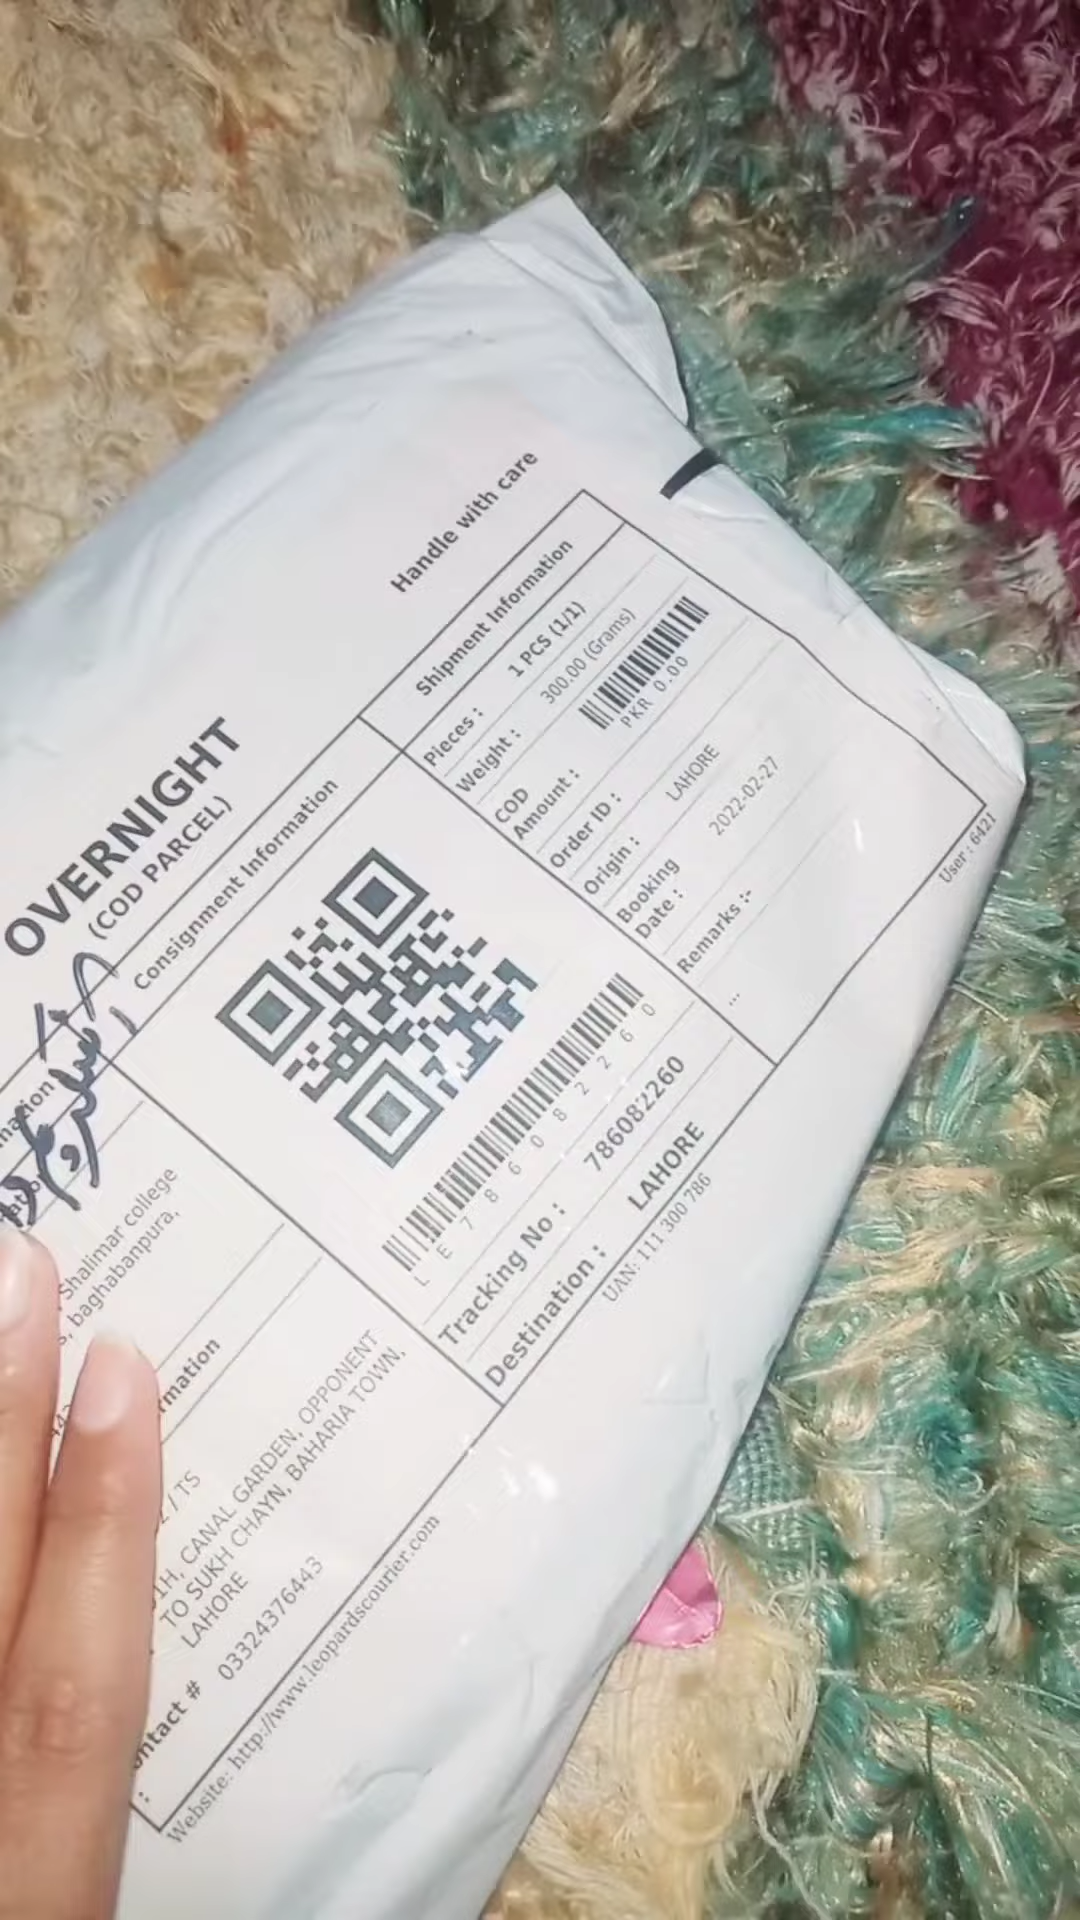 Handle with care
OVERNIGHT
(COD PARCEL)
Consignment Information
L E 7 8 6 0 8 2 2 6 0
Tracking No : 786082260
Destination : LAHORE
UAN: 111 300 786
Shipment Information
Pieces : 1 PCS (1/1)
Weight : 300.00 (Grams)
COD
Amount :
PKR 0.00
Order ID :
Origin : LAHORE
Booking
Date : 2022-02-27
Remarks :-
...
User : 6421
Shalimar college
baghabanpura,
/ TS
CANAL GARDEN, OPPONENT
TO SUKH CHAYN, BAHARIA TOWN,
LAHORE
03324376443
:
Website: http://www.leopardscourier.com